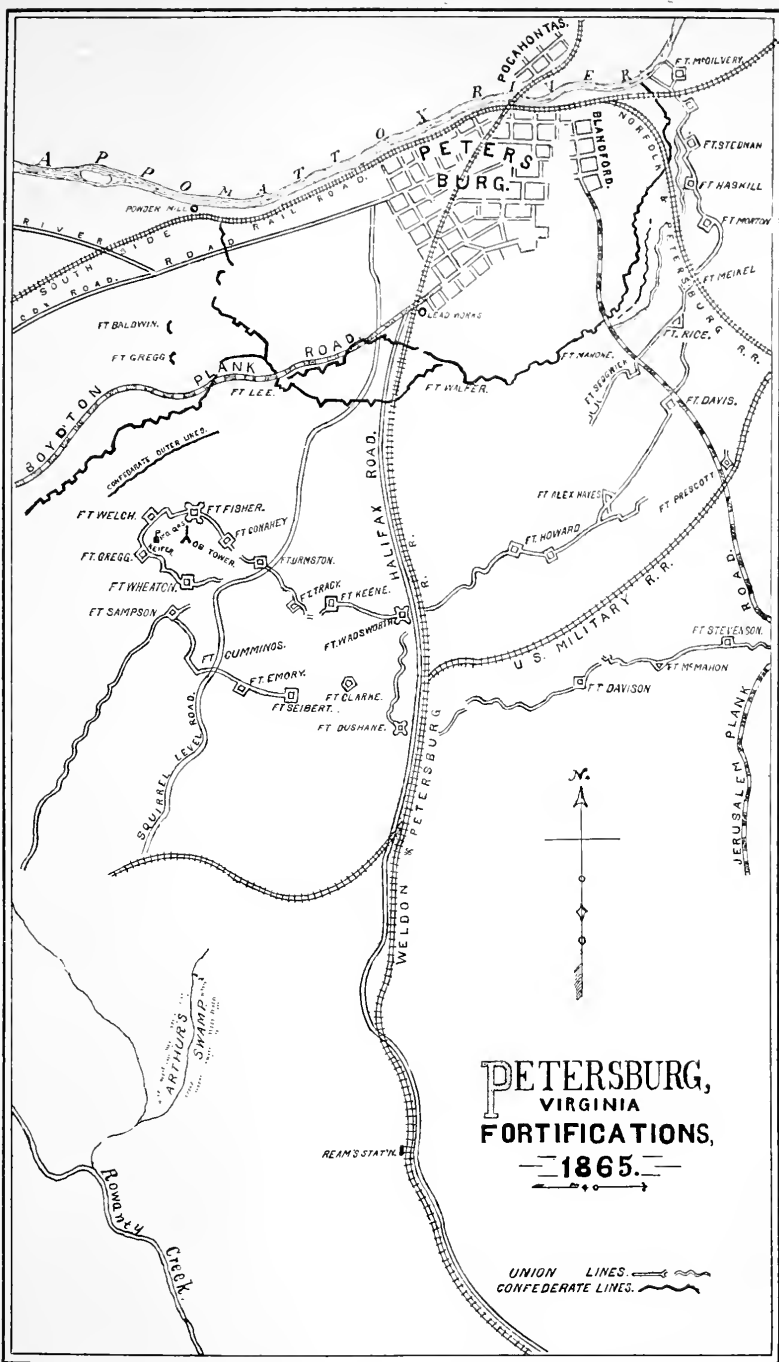 POCAHONTAS.
FT. McGILVERY.
APPOMATTOX RIVER
PETERS
BURG.
BLANDFORD.
NORFOLK & PETERSBURG R.R.
FT. STEDMAN
FT HASKILL
FT MORTON
FT MEIKEL
POWDER MILL
RIVER ROAD
SOUTH SIDE RAIL ROAD.
COX ROAD.
LEAD WORKS
FT BALDWIN.
FT GREGG
BOYDTON PLANK ROAD
FT LEE.
FT WALFER.
FT.MAHONE.
FT SEDGWICK
FT. RICE.
FT. DAVIS.
CONFEDARATE OUTER LINES.
HALIFAX ROAD.
R. R.
FT ALEX HAYES
FT PRESCOTT
FT WELCH.
FT FISHER.
FT CONAHEY
OB TOWER.
FT. GREGG.
FT WHEATON.
FT.URMSTON.
FT. HOWARD.
FT.TRACY.
FT KEENE.
FT.WADSWORTH
FT SAMPSON
FT. CUMMINGS.
FT. EMORY.
FT SEIBERT.
FT CLARKE.
FT DUSHANE.
U.S. MILITARY R.R.
FT STEVENSON.
FT McMAHON
FT DAVISON
SQUIRREL LEVEL ROAD.
JERUSALEM PLANK ROAD.
WELDON & PETERSBURG
N.
ARTHUR'S
SWAMP
PETERSBURG,
VIRGINIA
FORTIFICATIONS,
1865.
REAM'S STAT'N.
Rowanty Creek.
UNION LINES.
CONFEDERATE LINES.